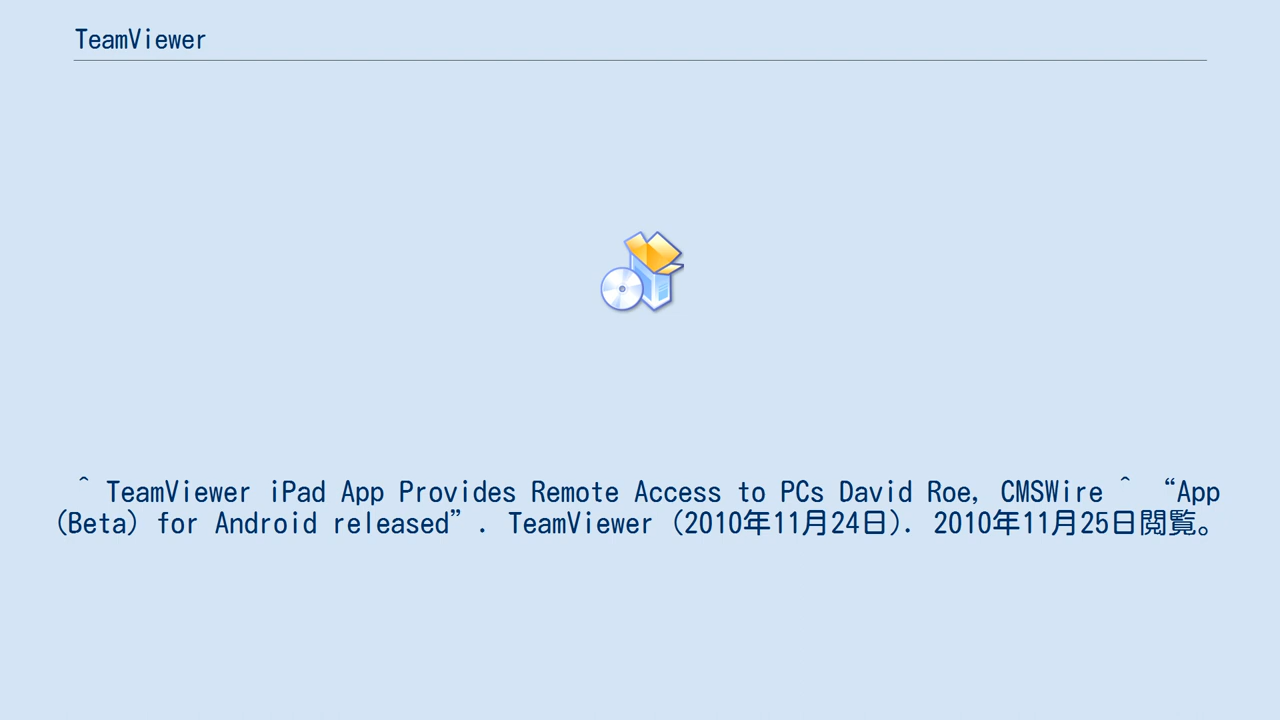 TeamViewer
^ TeamViewer iPad App Provides Remote Access to PCs David Roe, CMSWire ^ “App
(Beta) for Android released”. TeamViewer (2010年11月24日). 2010年11月25日閲覧。